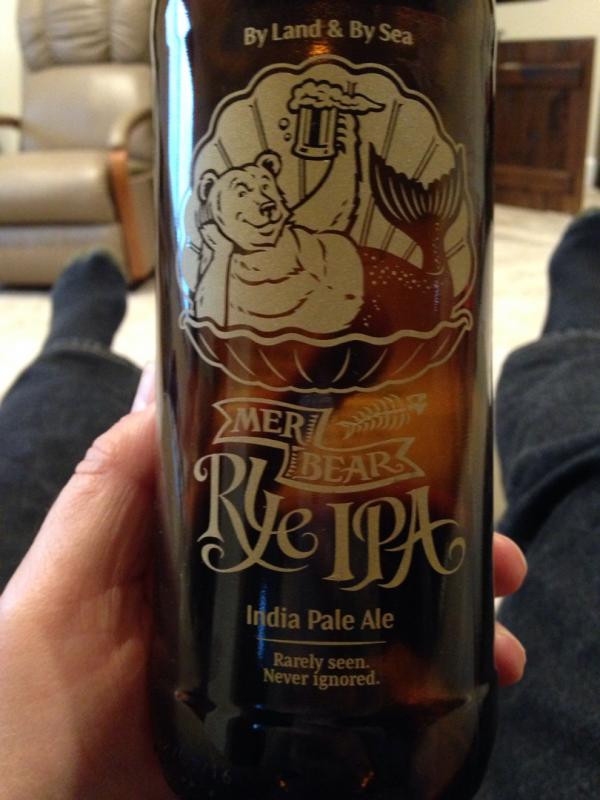 By Land & By Sea
MER
BEAR
Rye IPA
India Pale Ale
Rarely seen.
Never ignored.